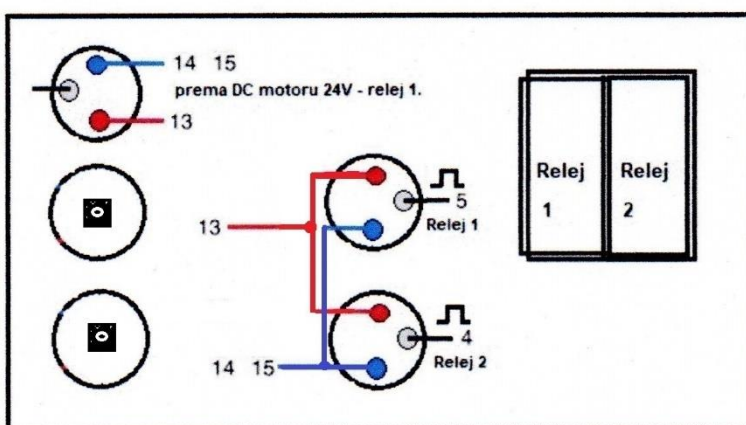 14 15
prema DC motoru 24V - relej 1.
13
5
Relej 1
13
4
Relej 2
14 15
Relej
1
Relej
2